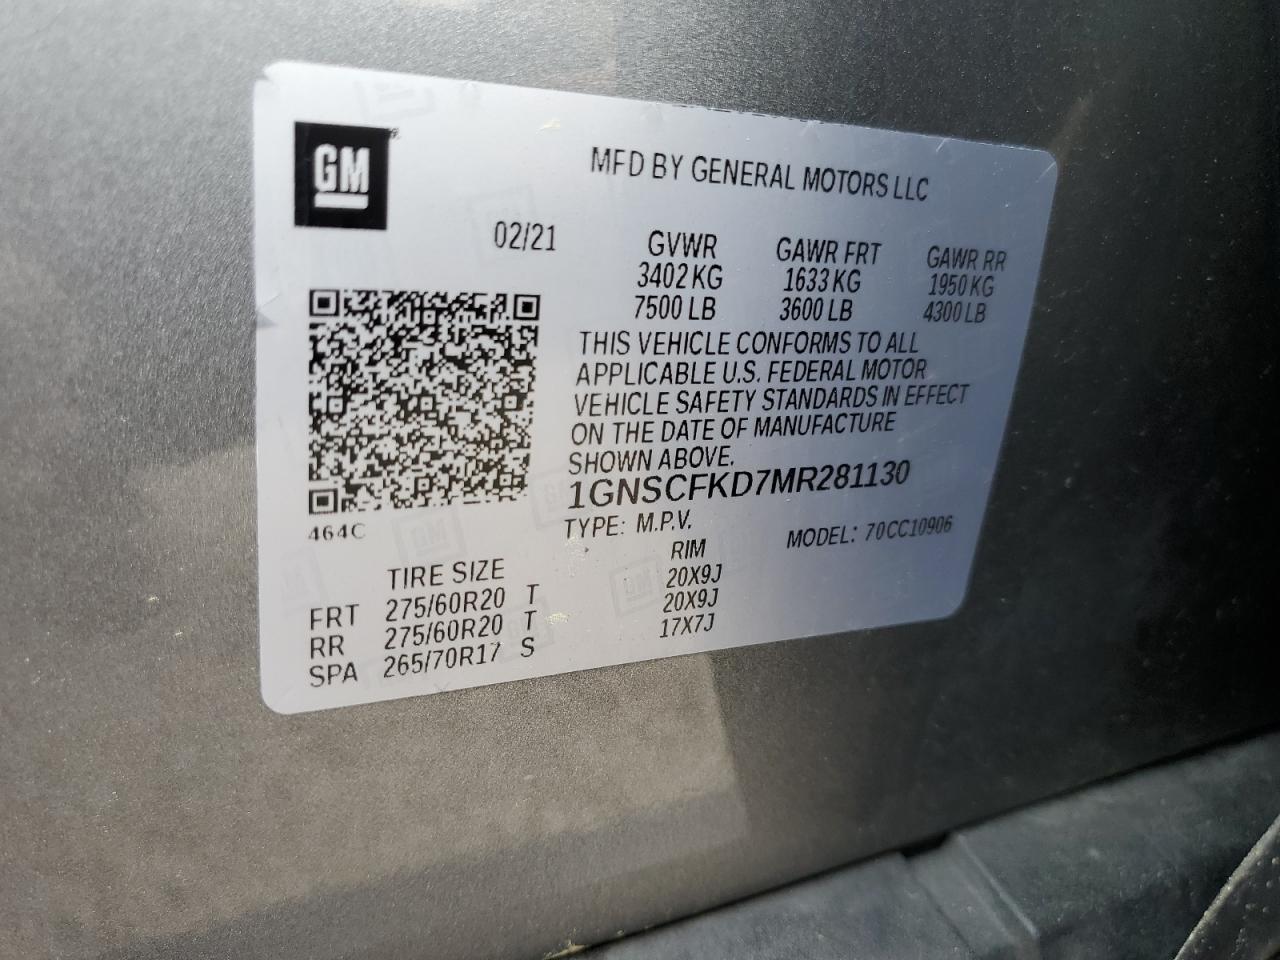 GM
MFD BY GENERAL MOTORS LLC
02/21
GVWR GAWR FRT GAWR RR
3402 KG 1633 KG 1950 KG
7500 LB 3600 LB 4300 LB
THIS VEHICLE CONFORMS TO ALL
APPLICABLE U.S. FEDERAL MOTOR
VEHICLE SAFETY STANDARDS IN EFFECT
ON THE DATE OF MANUFACTURE
SHOWN ABOVE.
1GNSCFKD7MR281130
464C
TYPE: M.P.V. MODEL: 70CC10906
TIRE SIZE RIM
FRT 275/60R20 T 20X9J
RR 275/60R20 T 20X9J
SPA 265/70R17 S 17X7J